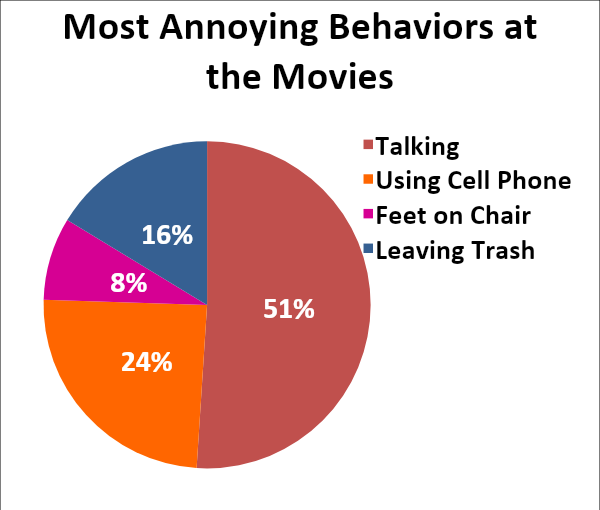 Most Annoying Behaviors at
the Movies
Talking
Using Cell Phone
Feet on Chair
Leaving Trash
16%
8%
51%
24%